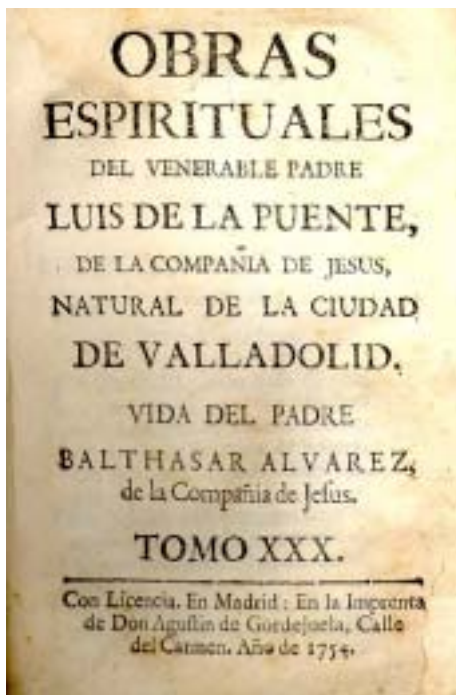 OBRAS
ESPIRITUALES
DEL VENERABLE PADRE
LUIS DE LA PUENTE,
DE LA COMPAÑIA DE JESUS,
NATURAL DE LA CIUDAD
DE VALLADOLID.
VIDA DEL PADRE
BALTHASAR ALVAREZ,
de la Compañia de Jesus.
TOMO XXX.
Con Licencia. En Madrid: En la Imprenta
de Don Agustin de Gordejuela, Calle
del Carmen. Año de 1754.